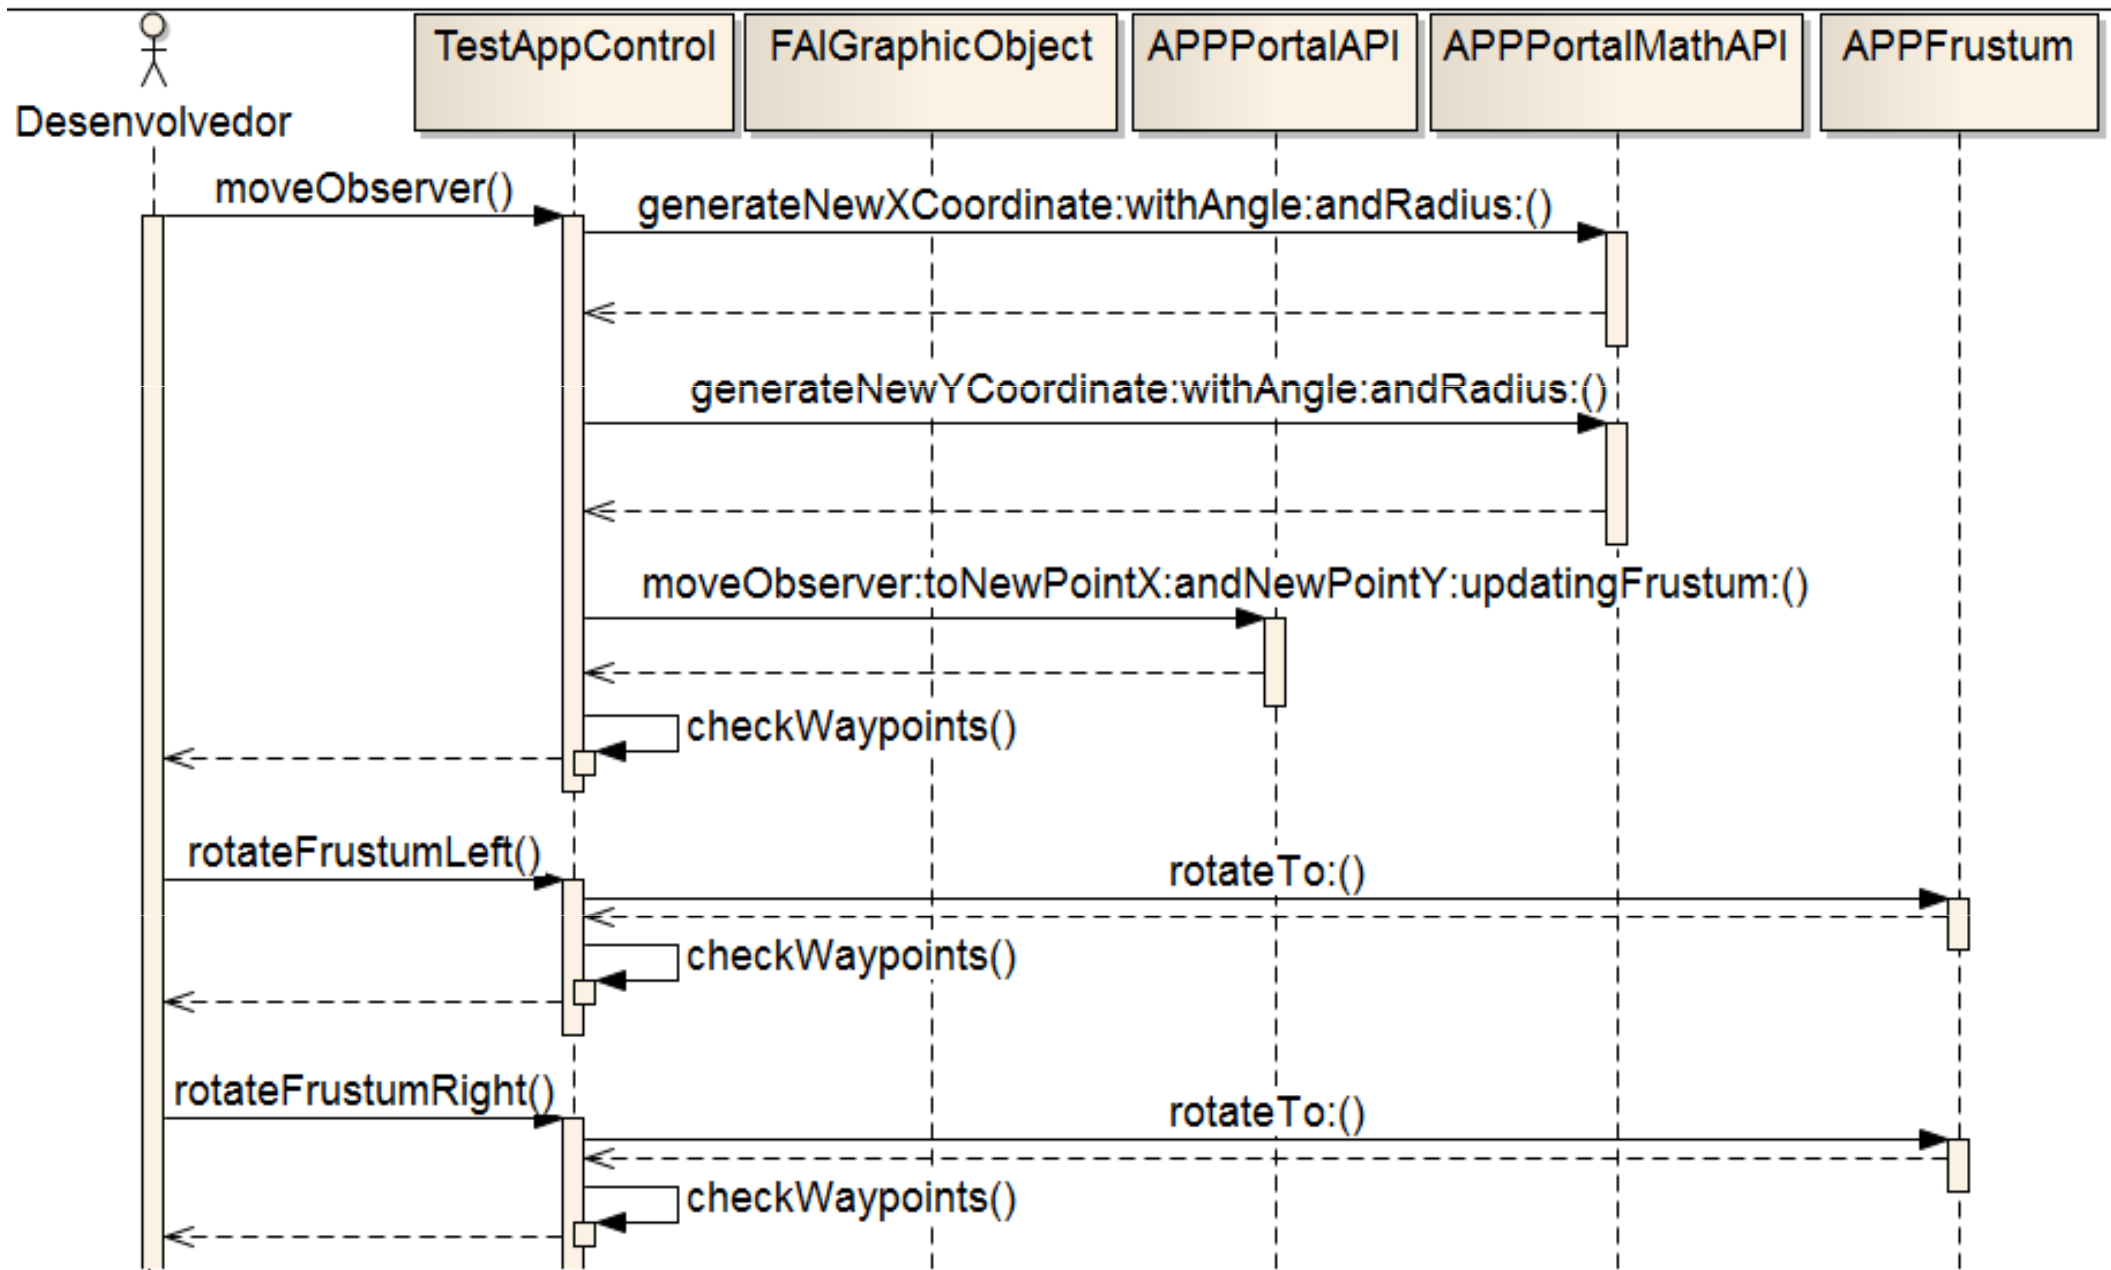 TestAppControl
FAIGraphicObject
APPPortalAPI
APPPortalMathAPI
APPFrustum
Desenvolvedor
moveObserver()
generateNewXCoordinate:withAngle:andRadius:()
generateNewYCoordinate:withAngle:andRadius:()
moveObserver:toNewPointX:andNewPointY:updatingFrustum:()
checkWaypoints()
rotateFrustumLeft()
rotateTo:()
checkWaypoints()
rotateFrustumRight()
rotateTo:()
checkWaypoints()